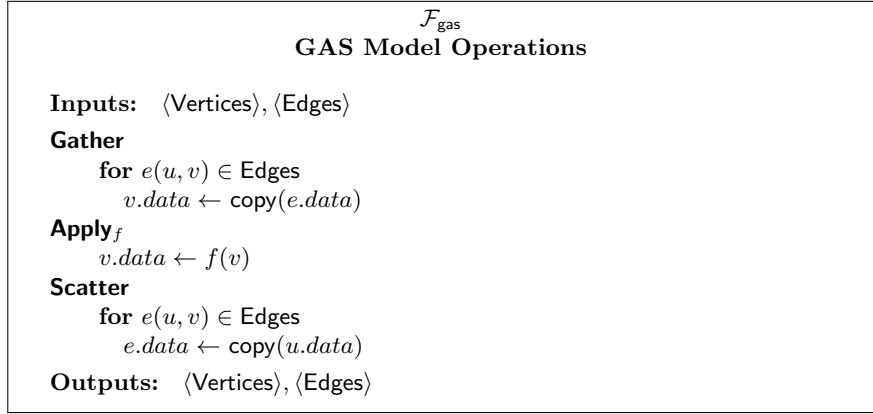 𝓕gas
GAS Model Operations
Inputs: ⟨Vertices⟩, ⟨Edges⟩
Gather
for e(u, v) ∈ Edges
v.data ← copy(e.data)
Apply_f
v.data ← f(v)
Scatter
for e(u, v) ∈ Edges
e.data ← copy(u.data)
Outputs: ⟨Vertices⟩, ⟨Edges⟩